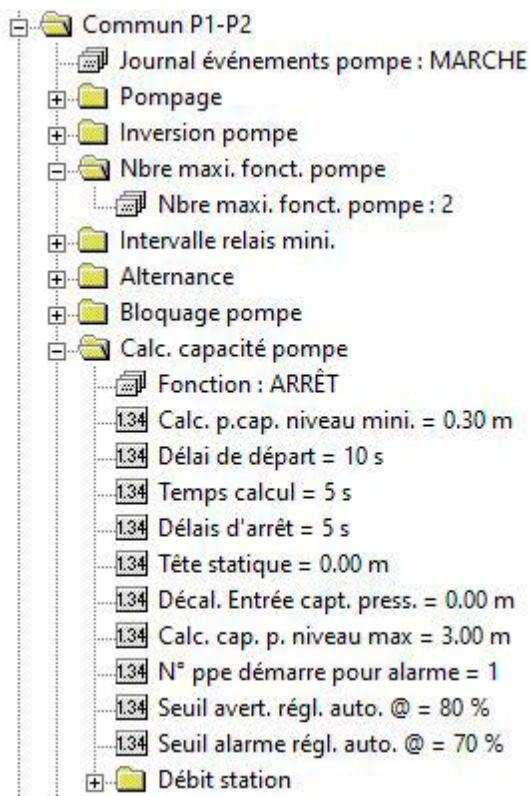 Commun P1-P2
Journal événements pompe : MARCHE
Pompage
Inversion pompe
Nbre maxi. fonct. pompe
Nbre maxi. fonct. pompe : 2
Intervalle relais mini.
Alternance
Bloquage pompe
Calc. capacité pompe
Fonction : ARRÊT
1.34 Calc. p.cap. niveau mini. = 0.30 m
1.34 Délai de départ = 10 s
1.34 Temps calcul = 5 s
1.34 Délais d'arrêt = 5 s
1.34 Tête statique = 0.00 m
1.34 Décal. Entrée capt. press. = 0.00 m
1.34 Calc. cap. p. niveau max = 3.00 m
1.34 N° ppe démarre pour alarme = 1
1.34 Seuil avert. régl. auto. @ = 80 %
1.34 Seuil alarme régl. auto. @ = 70 %
Débit station